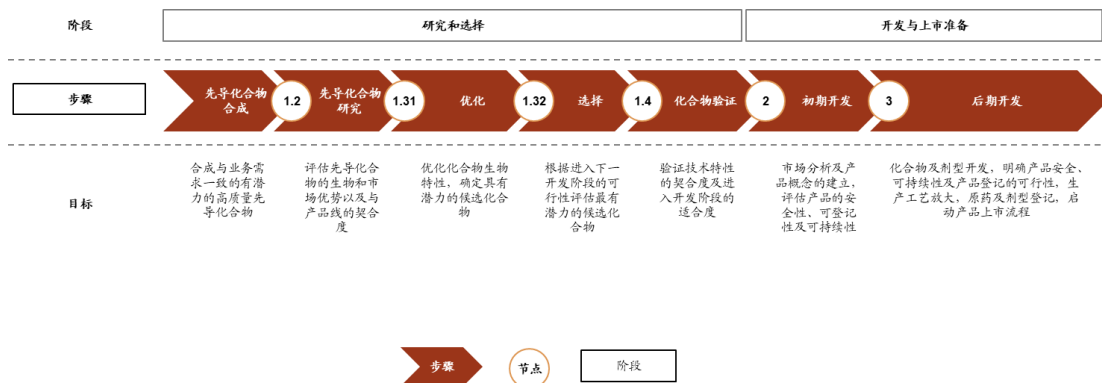 阶段
研究和选择
开发与上市准备
步骤
先导化合物
合成
1.2
先导化合物
研究
1.31
优化
1.32
选择
1.4
化合物验证
2
初期开发
3
后期开发
目标
合成与业务需
求一致的有潜
力的高质量先
导化合物
评估先导化合
物的生物和市
场优势以及与
产品线的契合
度
优化化合物生物
特性，确定具有
潜力的候选化合
物
根据进入下一
开发阶段的可
行性评估最有
潜力的候选化
合物
验证技术特性
的契合度及进
入开发阶段的
适合度
市场分析及产
品概念的建立，
评估产品的安
全性、可登记
性及可持续性
化合物及剂型开发，明确产品安全、
可持续性及产品登记的可行性，生
产工艺放大，原药及剂型登记，启
动产品上市流程
步骤
节点
阶段